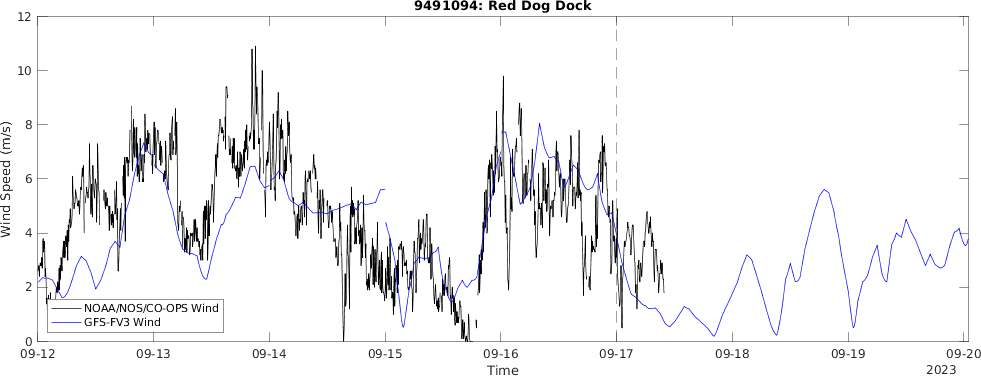 9491094: Red Dog Dock
Wind Speed (m/s)
12
10
8
6
4
2
0
NOAA/NOS/CO-OPS Wind
GFS-FV3 Wind
09-12 09-13 09-14 09-15 09-16 09-17 09-18 09-19 09-20
Time
2023